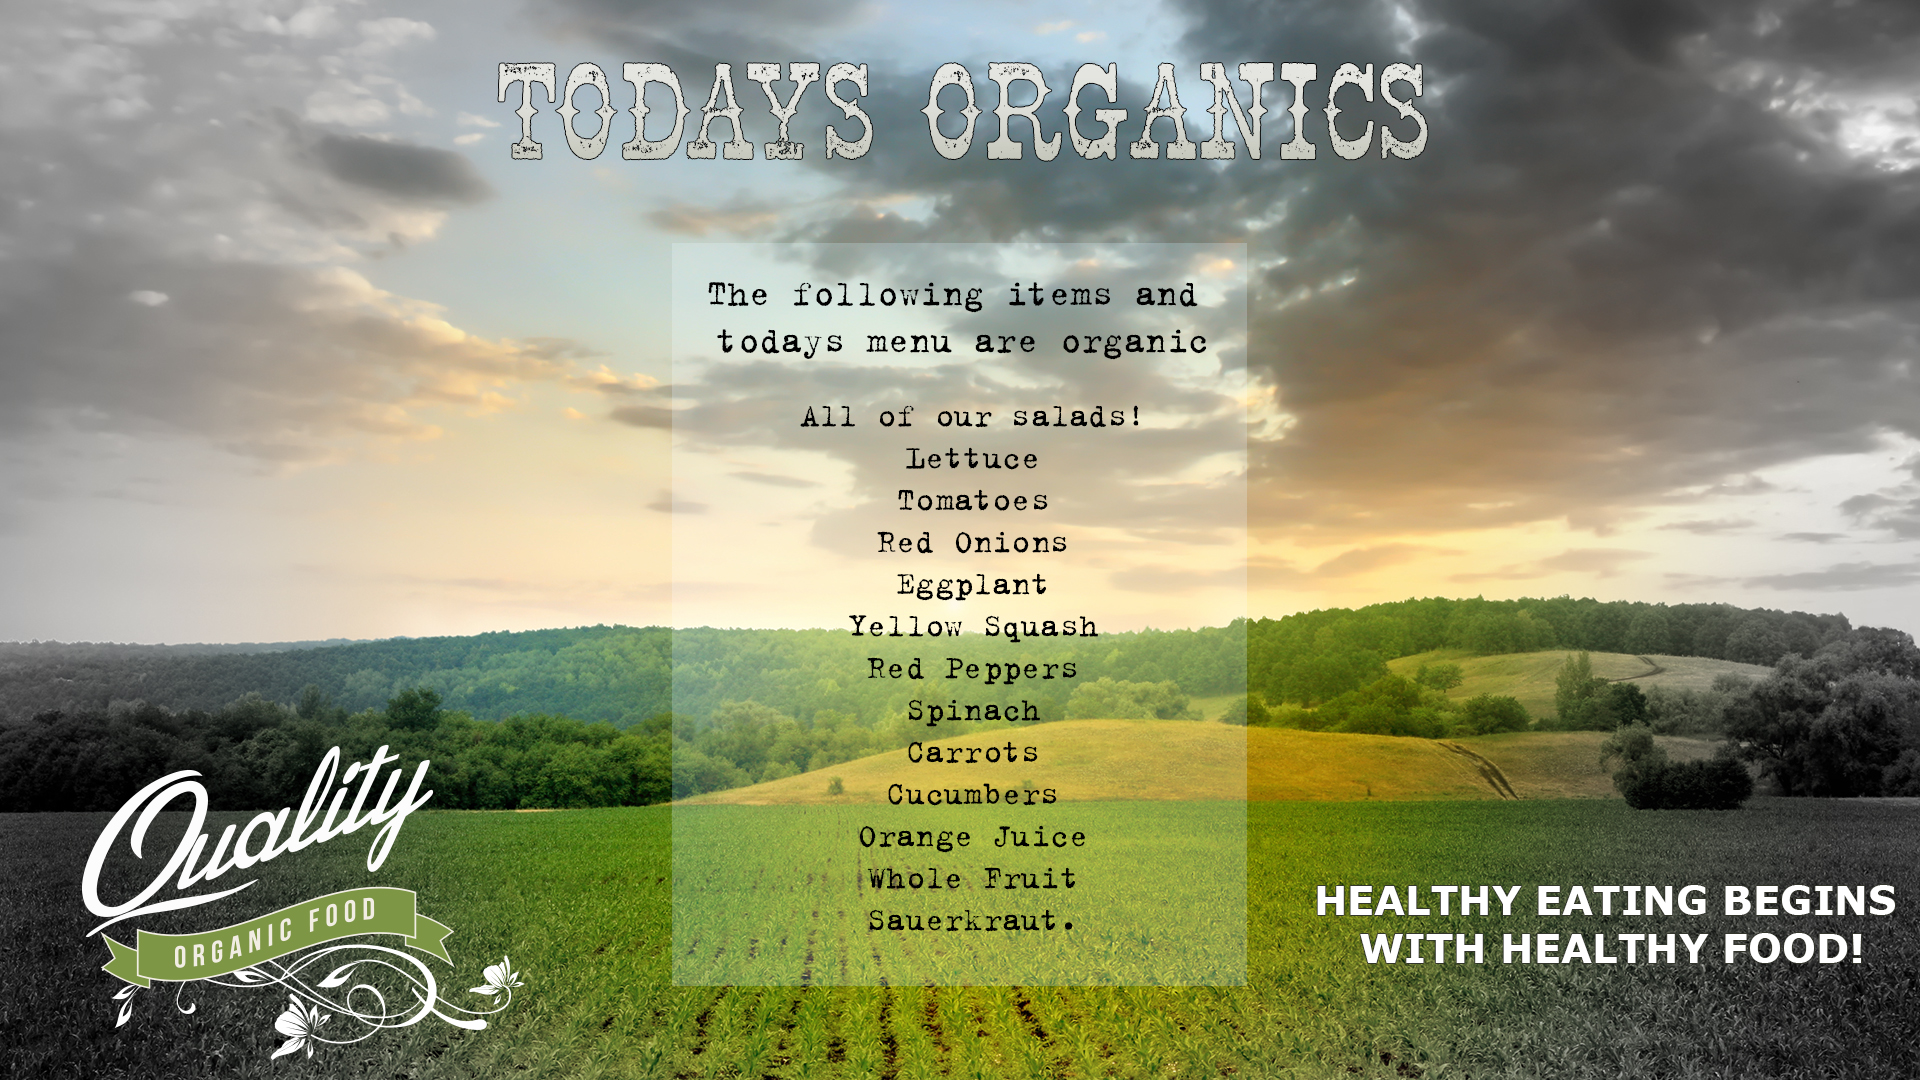 TODAYS ORGANICS
The following items and
todays menu are organic
All of our salads!
Lettuce
Tomatoes
Red Onions
Eggplant
Yellow Squash
Red Peppers
Spinach
Carrots
Cucumbers
Orange Juice
Whole Fruit
Sauerkraut.
Quality
ORGANIC FOOD
HEALTHY EATING BEGINS
WITH HEALTHY FOOD!